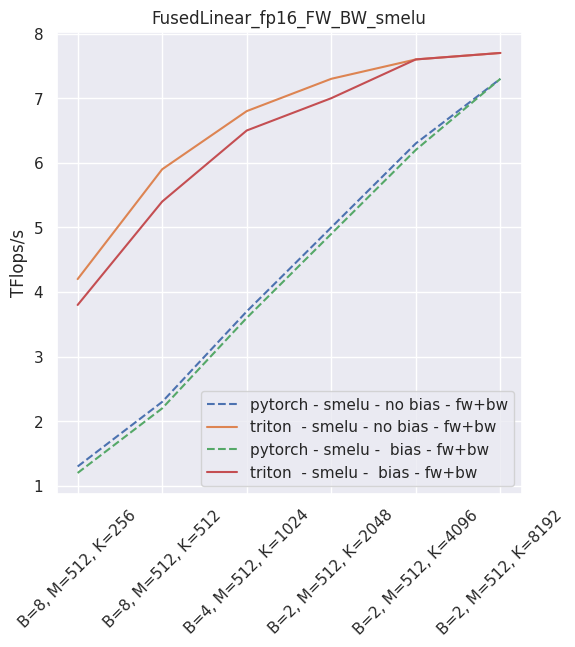 FusedLinear_fp16_FW_BW_smelu
TFlops/s
8
7
6
5
4
3
2
1
pytorch - smelu - no bias - fw+bw
triton  - smelu - no bias - fw+bw
pytorch - smelu -  bias - fw+bw
triton  - smelu -  bias - fw+bw
B=8, M=512, K=256
B=8, M=512, K=512
B=4, M=512, K=1024
B=2, M=512, K=2048
B=2, M=512, K=4096
B=2, M=512, K=8192